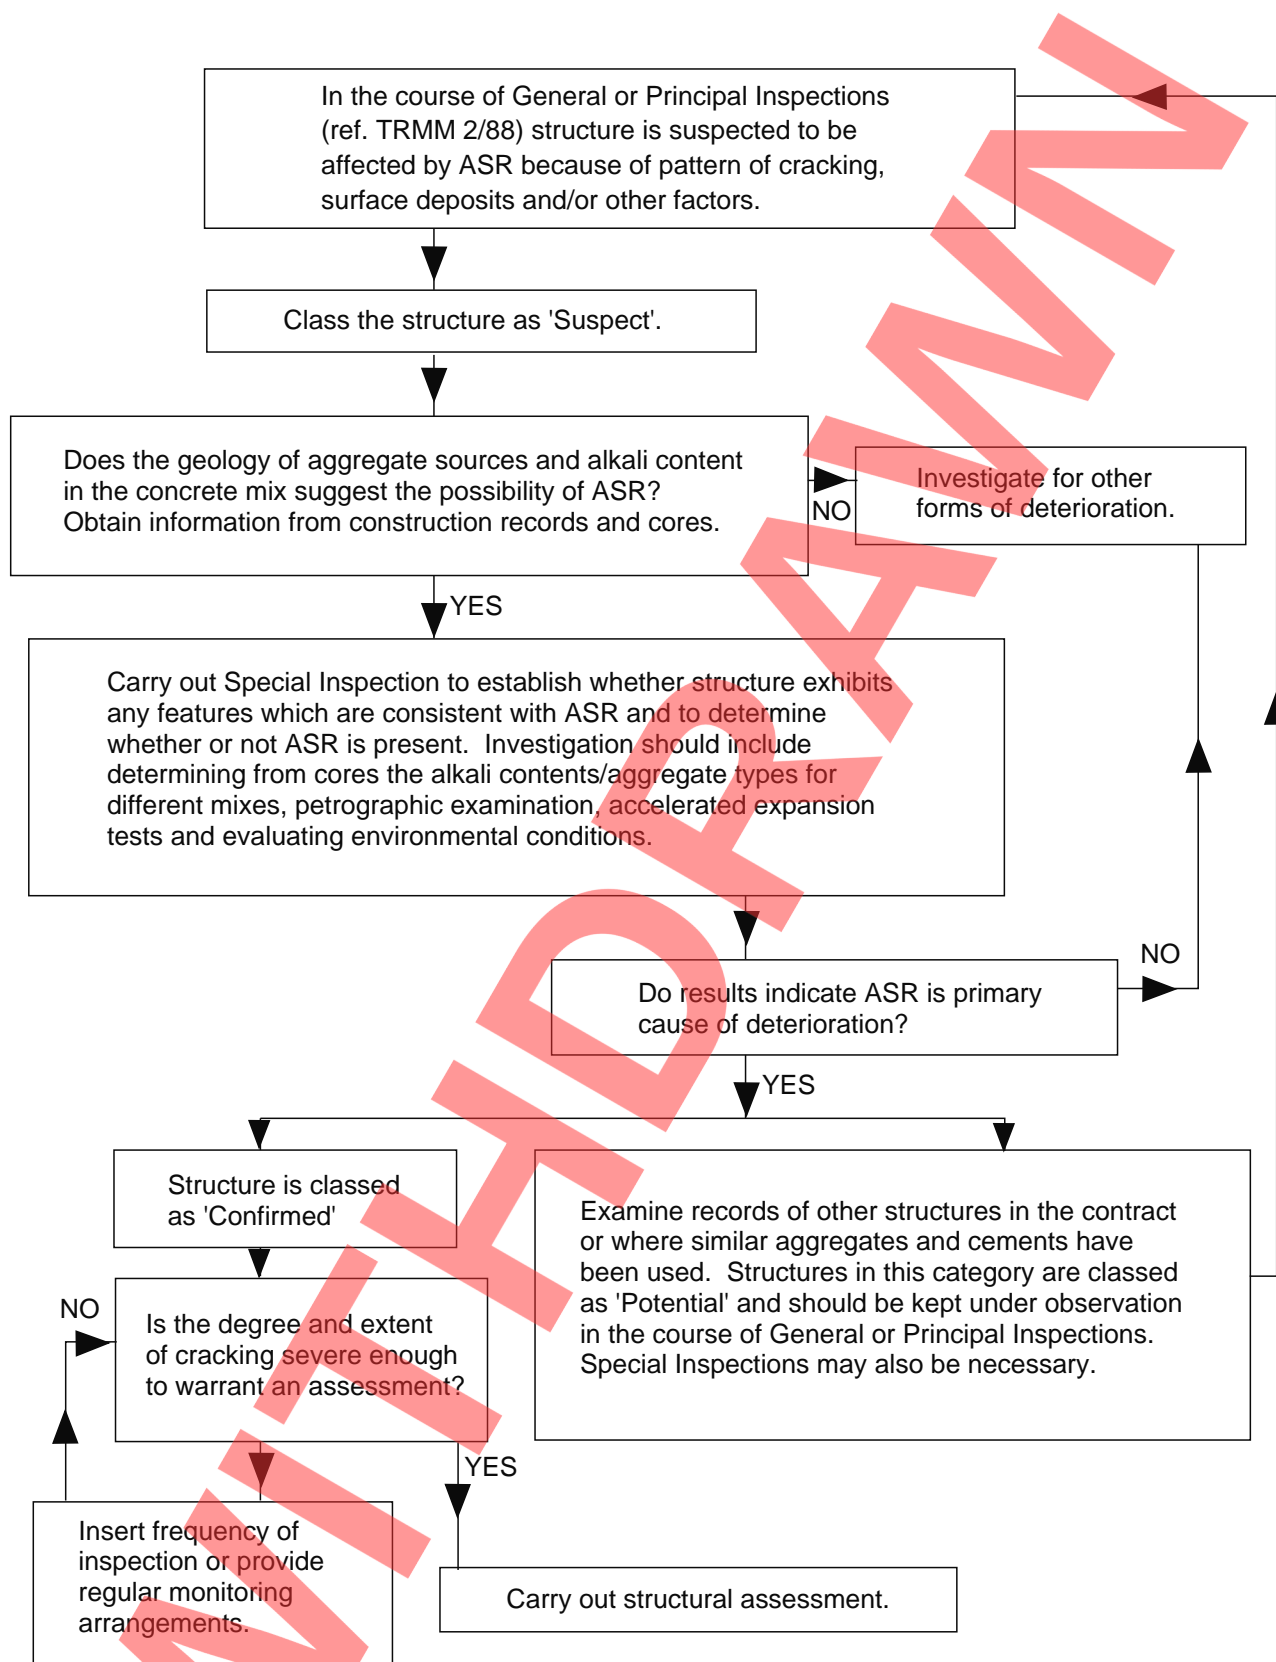 In the course of General or Principal Inspections
(ref. TRMM 2/88) structure is suspected to be
affected by ASR because of pattern of cracking,
surface deposits and/or other factors.
Class the structure as 'Suspect'.
Does the geology of aggregate sources and alkali content
in the concrete mix suggest the possibility of ASR?
Obtain information from construction records and cores.
NO
Investigate for other
forms of deterioration.
YES
Carry out Special Inspection to establish whether structure exhibits
any features which are consistent with ASR and to determine
whether or not ASR is present.  Investigation should include
determining from cores the alkali contents/aggregate types for
different mixes, petrographic examination, accelerated expansion
tests and evaluating environmental conditions.
NO
Do results indicate ASR is primary
cause of deterioration?
YES
Structure is classed
as 'Confirmed'
Examine records of other structures in the contract
or where similar aggregates and cements have
been used.  Structures in this category are classed
as 'Potential' and should be kept under observation
in the course of General or Principal Inspections.
Special Inspections may also be necessary.
NO
Is the degree and extent
of cracking severe enough
to warrant an assessment?
YES
Insert frequency of
inspection or provide
regular monitoring
arrangements.
Carry out structural assessment.
WITHDRAWN